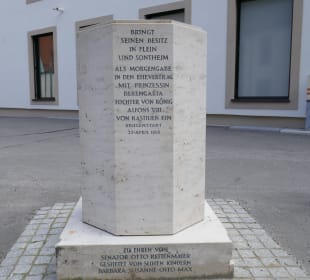 BRINGT
SEINEN BESITZ
IN FLEIN
UND SONTHEIM
ALS MORGENGABE
IN DEN EHEVERTRAG
MIT PRINZESSIN
BERENGARIA
TOCHTER VON KÖNIG
ALFONS VIII.
VON KASTILIEN EIN
23. APRIL
ZU EHREN VON
SENATOR OTTO RETTENMAIER
GESTIFTET VON SEINEN KINDERN
BARBARA-SUSANNE-OTTO-MAX